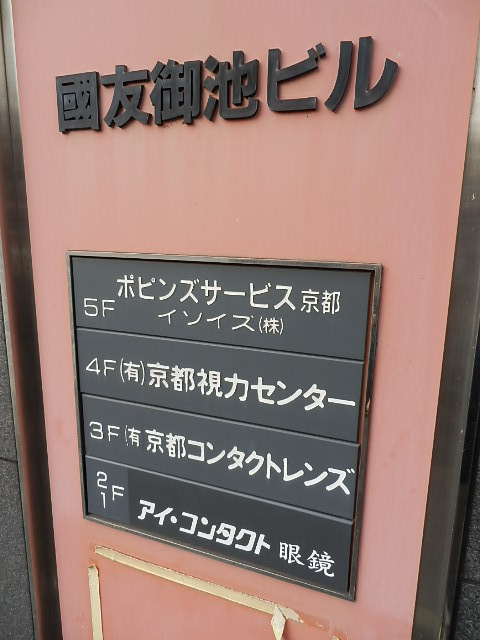 國友御池ビル
5F ポピンズサービス京都
イソイズ(株)
4F(有)京都視力センター
3F(有)京都コンタクトレンズ
2F
1
アイ・コンタクト眼鏡